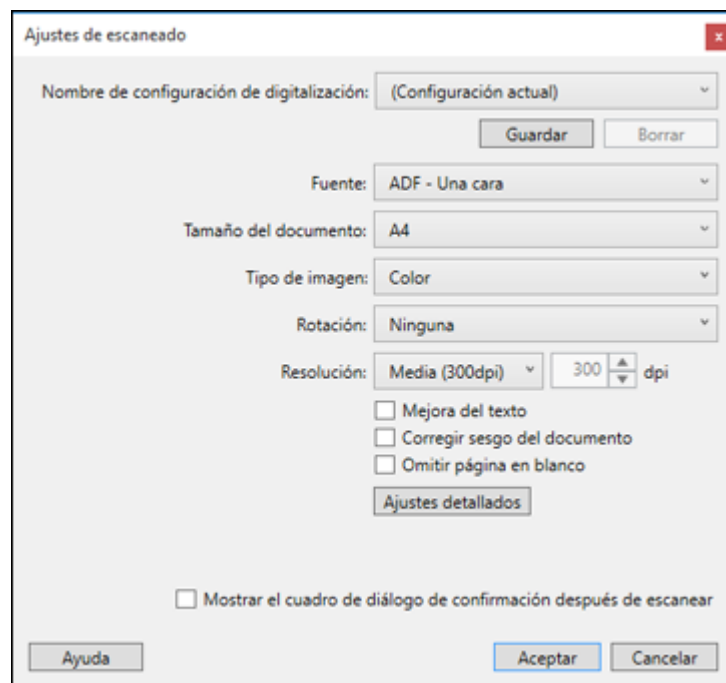 Ajustes de escaneado
x
Nombre de configuración de digitalización: (Configuración actual)
Guardar Borrar
Fuente: ADF - Una cara
Tamaño del documento: A4
Tipo de imagen: Color
Rotación: Ninguna
Resolución: Media (300dpi) 300 dpi
Mejora del texto
Corregir sesgo del documento
Omitir página en blanco
Ajustes detallados
Mostrar el cuadro de diálogo de confirmación después de escanear
Ayuda Aceptar Cancelar